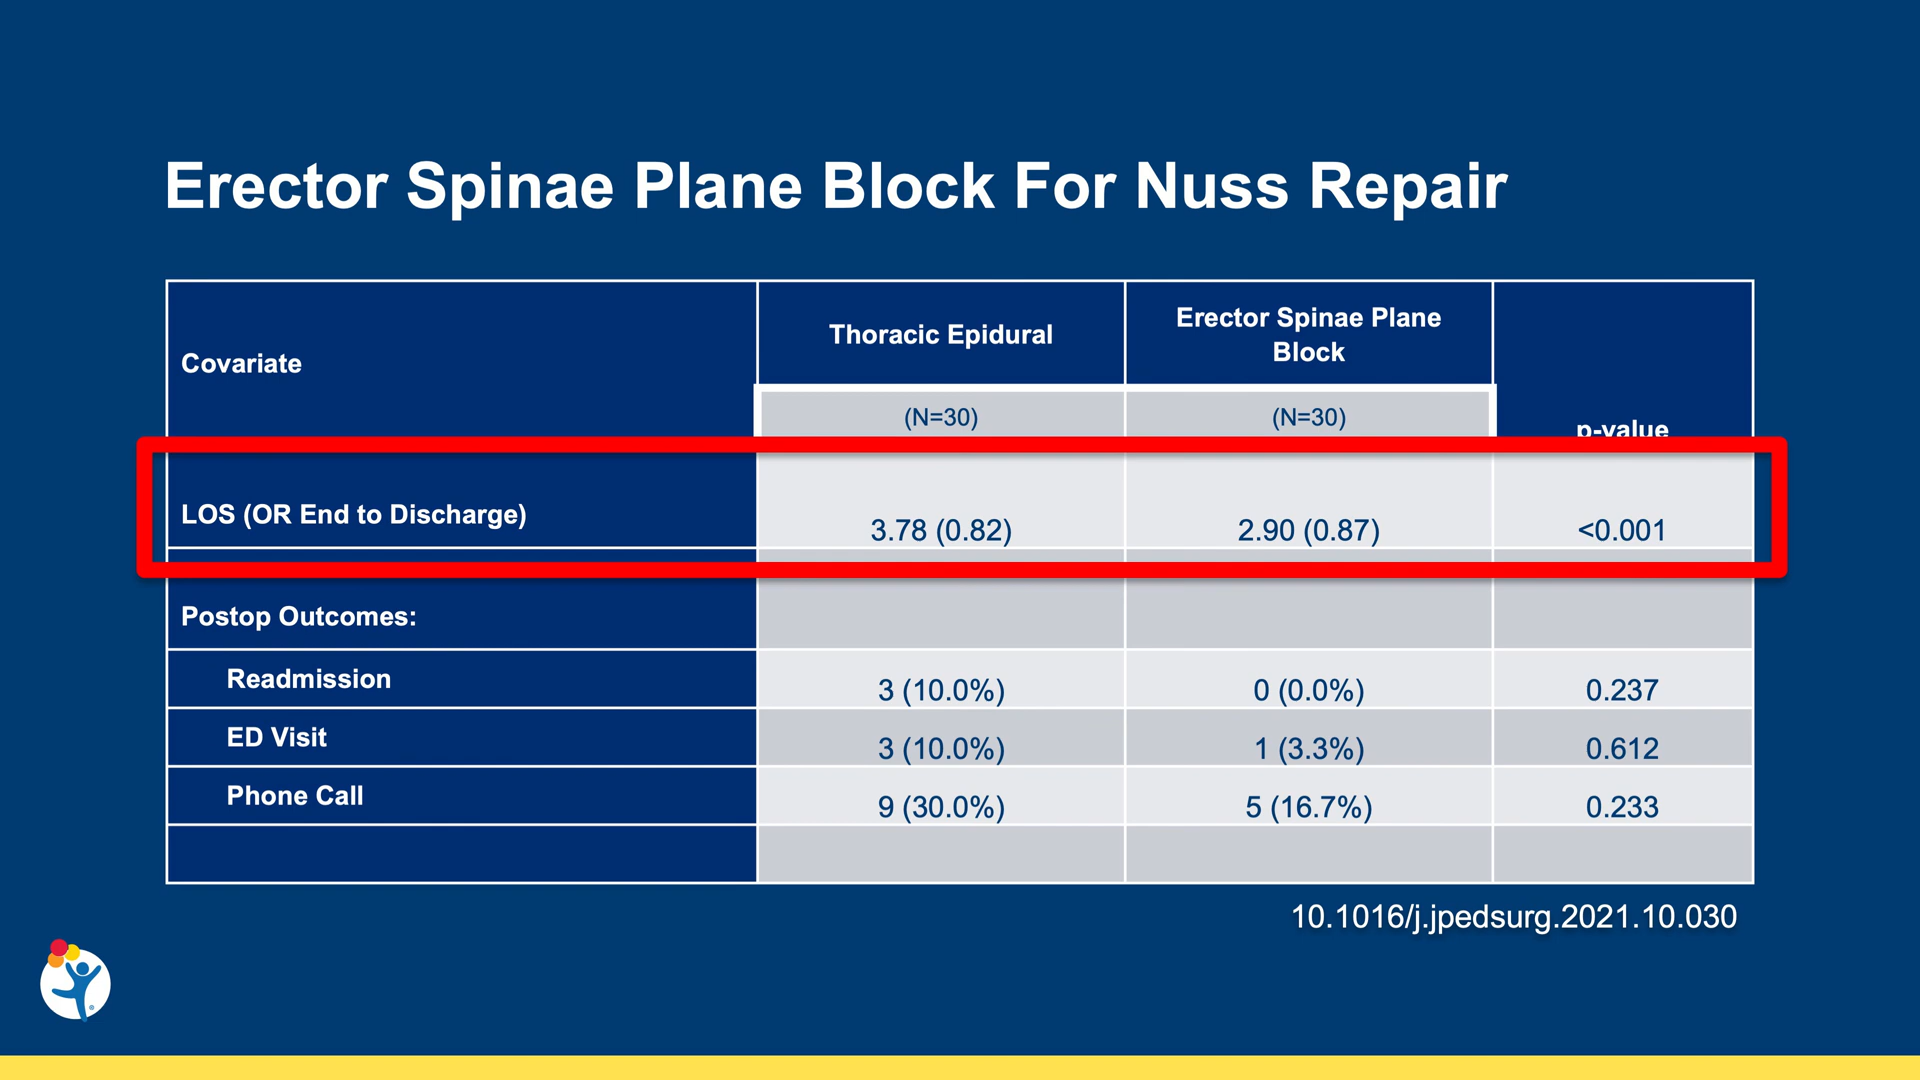 Erector Spinae Plane Block For Nuss Repair
Covariate
Thoracic Epidural
Erector Spinae Plane
Block
p-value
(N=30)
(N=30)
LOS (OR End to Discharge)
3.78 (0.82)
2.90 (0.87)
<0.001
Postop Outcomes:
Readmission
3 (10.0%)
0 (0.0%)
0.237
ED Visit
3 (10.0%)
1 (3.3%)
0.612
Phone Call
9 (30.0%)
5 (16.7%)
0.233
10.1016/j.jpedsurg.2021.10.030